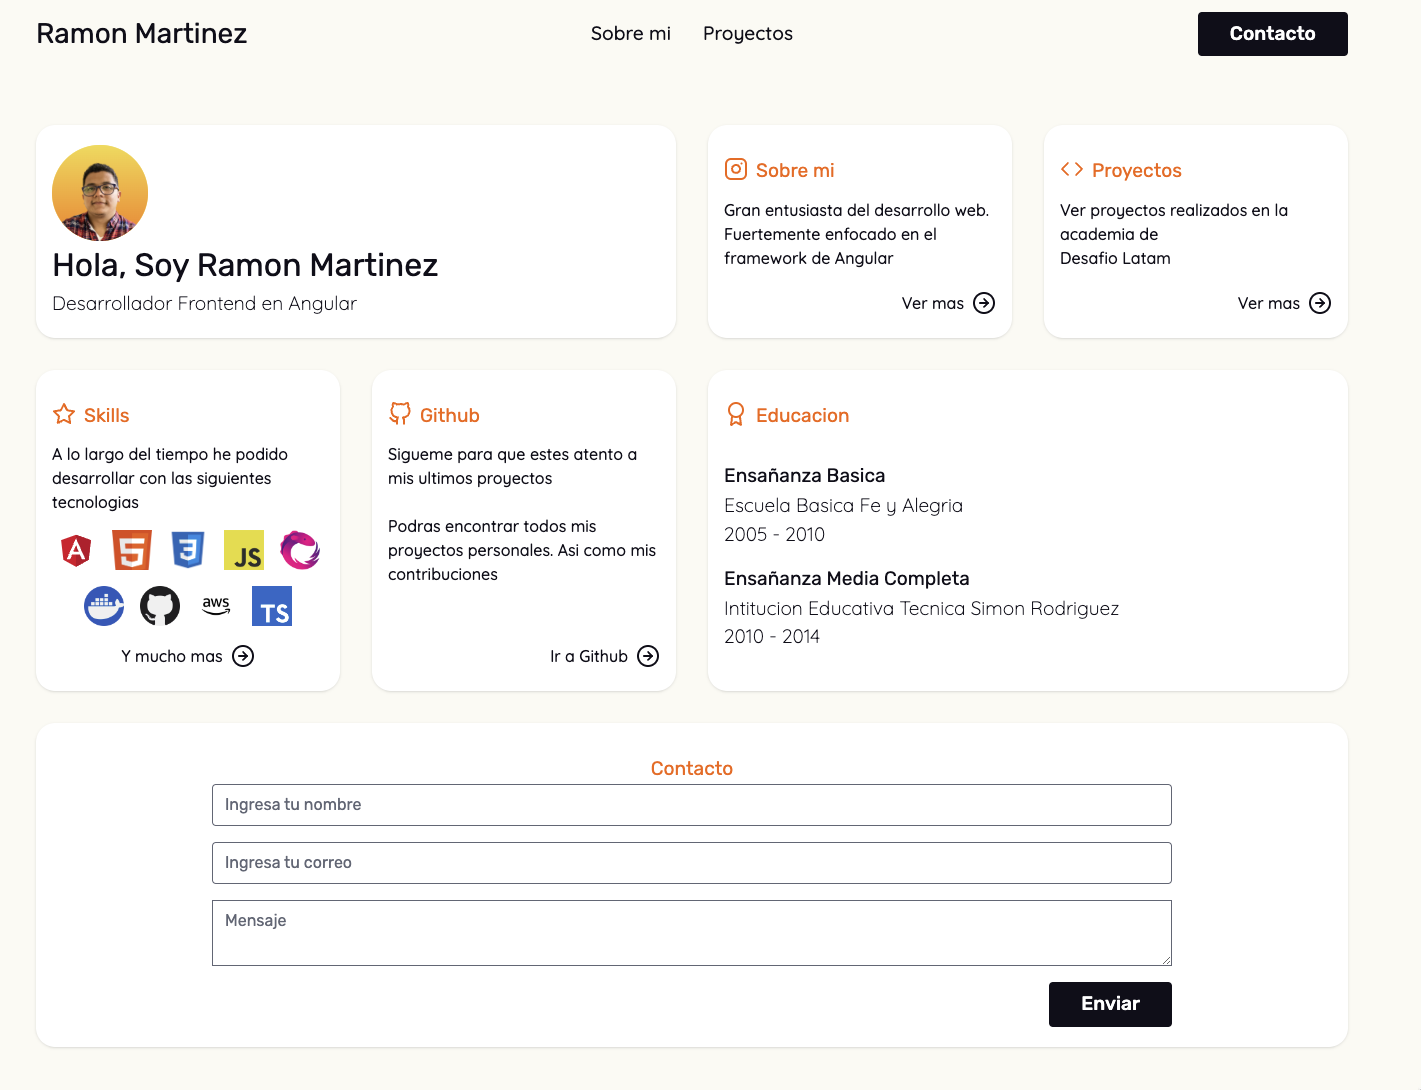 Ramon Martinez
Sobre mi
Proyectos
Contacto
Hola, Soy Ramon Martinez
Desarrollador Frontend en Angular
Sobre mi
Gran entusiasta del desarrollo web.
Fuertemente enfocado en el
framework de Angular
Ver mas
Proyectos
Ver proyectos realizados en la
academia de
Desafio Latam
Ver mas
Skills
A lo largo del tiempo he podido
desarrollar con las siguientes
tecnologias
A
5
3
JS
aws
TS
Y mucho mas
Github
Sigueme para que estes atento a
mis ultimos proyectos
Podras encontrar todos mis
proyectos personales. Asi como mis
contribuciones
Ir a Github
Educacion
Ensañanza Basica
Escuela Basica Fe y Alegria
2005 - 2010
Ensañanza Media Completa
Intitucion Educativa Tecnica Simon Rodriguez
2010 - 2014
Contacto
Ingresa tu nombre
Ingresa tu correo
Mensaje
Enviar